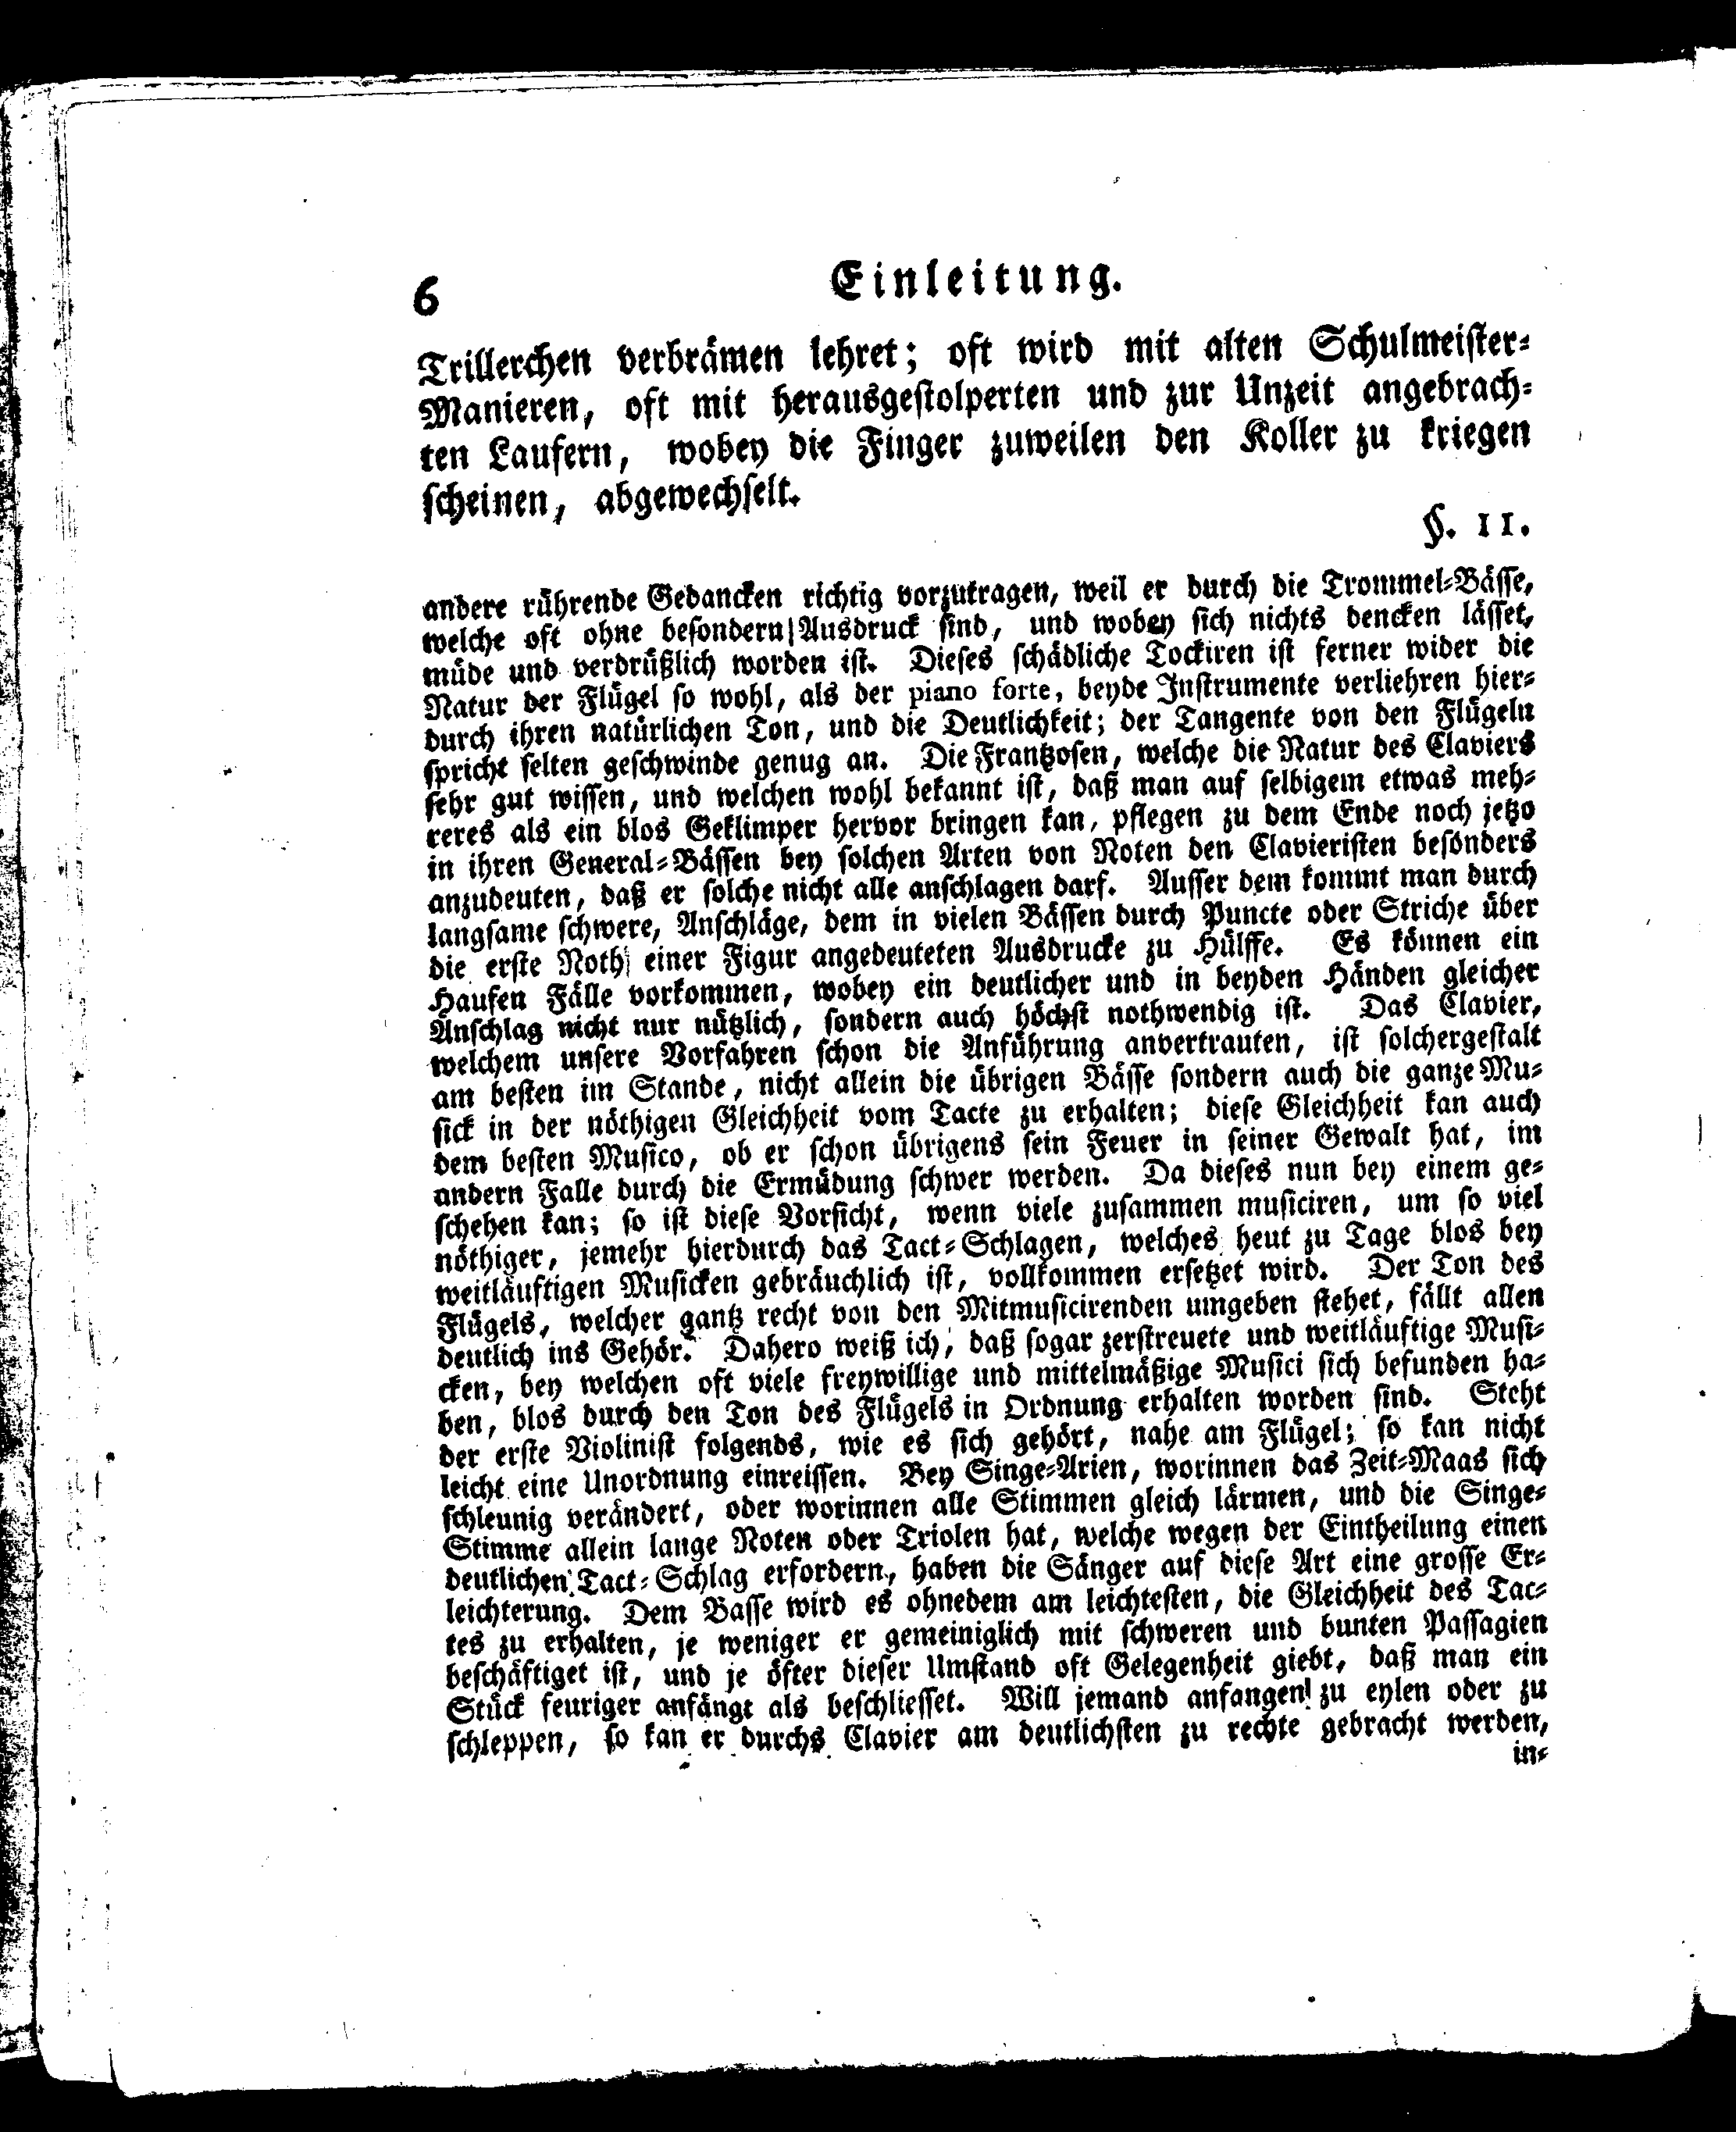 6 Einleitung.
Trillerchen verbrämen lehret; oft wird mit alten Schulmeister-
Manieren, oft mit herausgestolperten und zur Unzeit angebrach-
ten Laufern, wobey die Finger zuweilen den Koller zu kriegen
scheinen, abgewechselt.
§. 11.
andere rührende Gedancken richtig vorzutragen, weil er durch die Trommel-Bässe,
welche oft ohne besondern Ausdruck sind, und wobey sich nichts dencken lässet,
müde und verdrüßlich worden ist. Dieses schädliche Tockiren ist ferner wider die
Natur der Flügel so wohl, als der piano forte, beyde Instrumente verliehren hier-
durch ihren natürlichen Ton, und die Deutlichkeit; der Tangente von den Flügeln
spricht selten geschwinde genug an. Die Frantzosen, welche die Natur des Claviers
sehr gut wissen, und welchen wohl bekannt ist, daß man auf selbigem etwas meh-
reres als ein blos Geklimper hervor bringen kan, pflegen zu dem Ende noch jetzo
in ihren General-Bässen bey solchen Arten von Noten den Clavieristen besonders
anzudeuten, daß er solche nicht alle anschlagen darf. Ausser dem kommt man durch
langsame schwere, Anschläge, dem in vielen Bässen durch Puncte oder Striche über
die erste Noth einer Figur angedeuteten Ausdrucke zu Hülffe. Es können ein
Haufen Fälle vorkommen, wobey ein deutlicher und in beyden Händen gleicher
Anschlag nicht nur nützlich, sondern auch höchst nothwendig ist. Das Clavier,
welchem unsere Vorfahren schon die Anführung anvertrauten, ist solchergestalt
am besten im Stande, nicht allein die übrigen Bässe sondern auch die ganze Mu-
sick in der nöthigen Gleichheit vom Tacte zu erhalten; diese Gleichheit kan auch
dem besten Musico, ob er schon übrigens sein Feuer in seiner Gewalt hat, im
andern Falle durch die Ermüdung schwer werden. Da dieses nun bey einem ge-
schehen kan; so ist diese Vorsicht, wenn viele zusammen musiciren, um so viel
nöthiger, jemehr hierdurch das Tact-Schlagen, welches heut zu Tage blos bey
weitläuftigen Musicken gebräuchlich ist, vollkommen ersetzet wird. Der Ton des
Flügels, welcher gantz recht von den Mitmusicirenden umgeben stehet, fällt allen
deutlich ins Gehör. Dahero weiß ich, daß sogar zerstreuete und weitläuftige Musi-
cken, bey welchen oft viele freywillige und mittelmäßige Musici sich befunden ha-
ben, blos durch den Ton des Flügels in Ordnung erhalten worden sind. Steht
der erste Violinist folgends, wie es sich gehört, nahe am Flügel; so kan nicht
leicht eine Unordnung einreissen. Bey Singe-Arien, worinnen das Zeit-Maas sich
schleunig verändert, oder worinnen alle Stimmen gleich lärmen, und die Singe-
Stimme allein lange Noten oder Triolen hat, welche wegen der Eintheilung einen
deutlichen Tact-Schlag erfordern, haben die Sänger auf diese Art eine grosse Er-
leichterung. Dem Basse wird es ohnedem am leichtesten, die Gleichheit des Tac-
tes zu erhalten, je weniger er gemeiniglich mit schweren und bunten Passagien
beschäftiget ist, und je öfter dieser Umstand oft Gelegenheit giebt, daß man ein
Stück feuriger anfängt als beschliesset. Will jemand anfangen zu eylen oder zu
schleppen, so kan er durchs Clavier am deutlichsten zu rechte gebracht werden,
in-